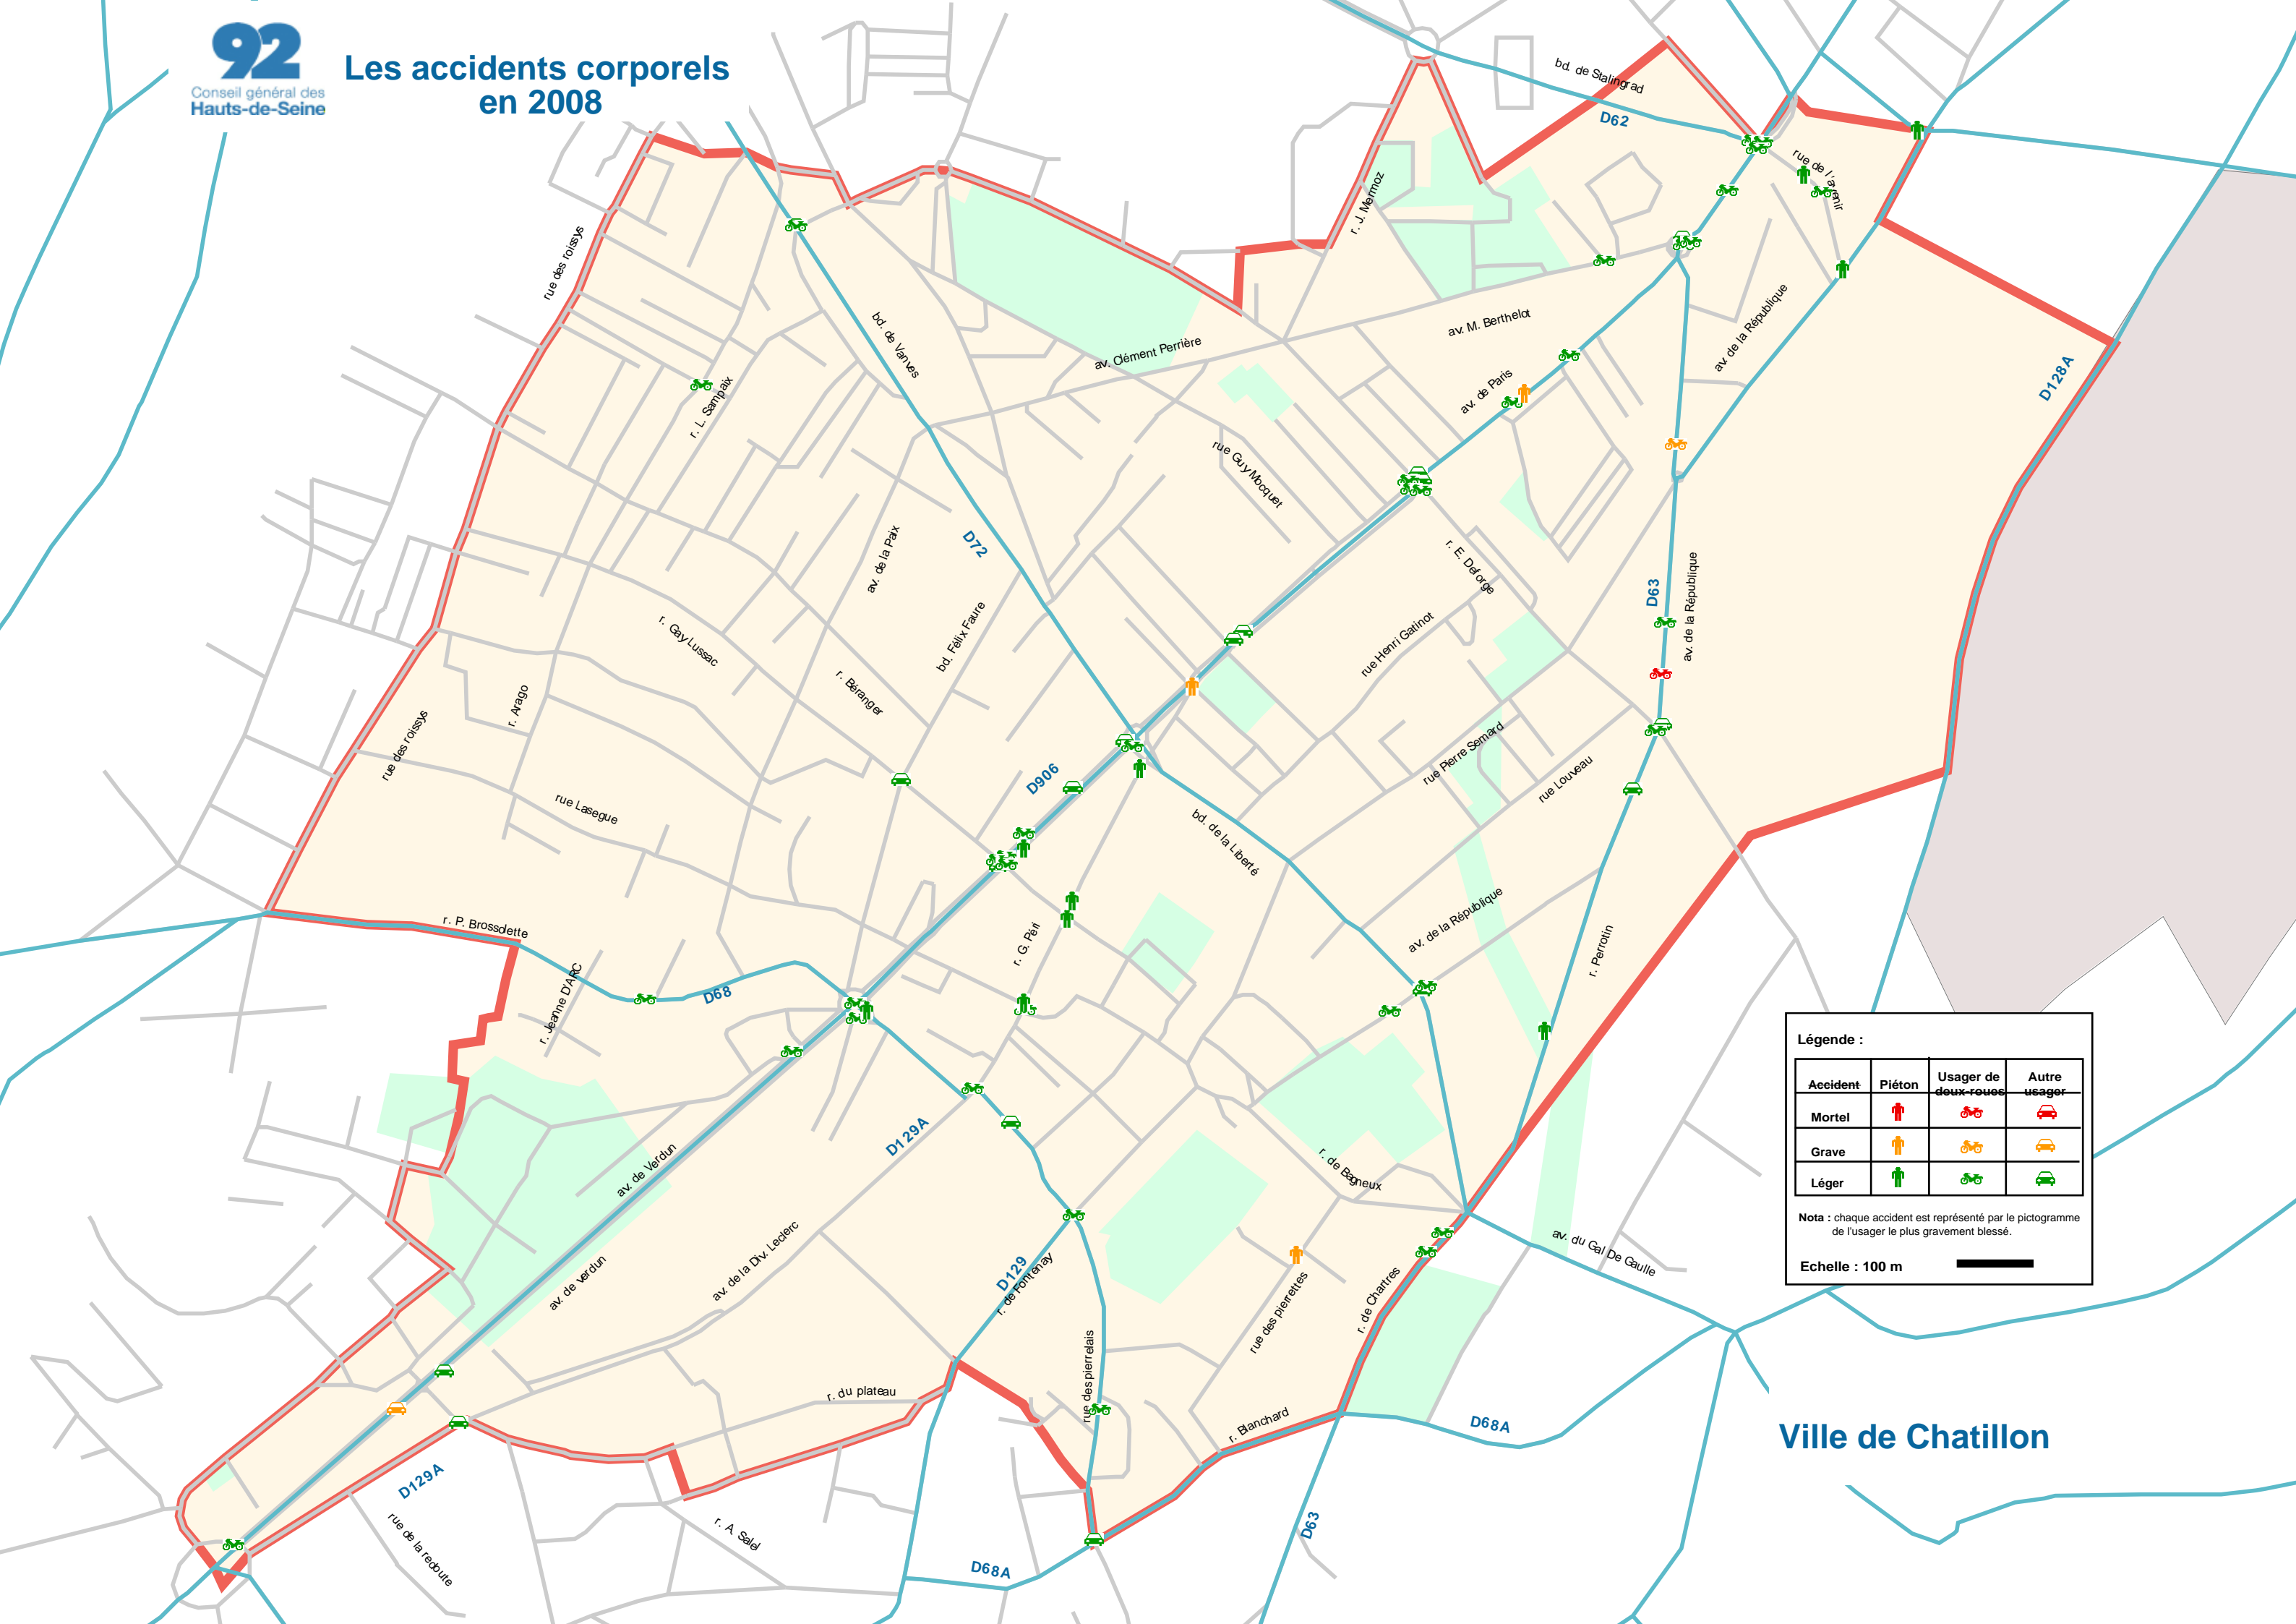 92
Conseil général des
Hauts-de-Seine
Les accidents corporels
en 2008
bd. de Stalingrad
D62
rue de l'avenir
r. J. Mermoz
rue des roissys
bd. de Vanves
av. Clément Perrière
av. M. Berthelot
av. de la République
D128A
r. L. Sampaix
av. de Paris
rue Guy Mocquet
D72
av. de la Paix
r. E. Deforge
D63
av. de la République
r. Gay Lussac
bd. Félix Faure
rue Henri Gatinot
r. Béranger
r. Arago
rue des roissys
rue Pierre Semard
rue Louveau
D906
rue Lasegue
bd. de la Liberté
r. P. Brossolette
av. de la République
r. G. Péri
r. Perrotin
r. Jeanne D'ARC
D68
D129A
av. de Verdun
r. de Bagneux
av. de verdun
av. de la Div. Leclerc
D129
r. de Fontenay
rue des pierrettes
r. de Chartres
av. du Gal De Gaulle
rue des pierrelais
r. du plateau
r. Blanchard
D68A
D129A
rue de la redoute
r. A. Salel
D68A
D63
Légende :
Accident
Piéton
Usager de
deux-roues
Autre
usager
Mortel
Grave
Léger
Nota : chaque accident est représenté par le pictogramme
de l'usager le plus gravement blessé.
Echelle : 100 m
Ville de Chatillon